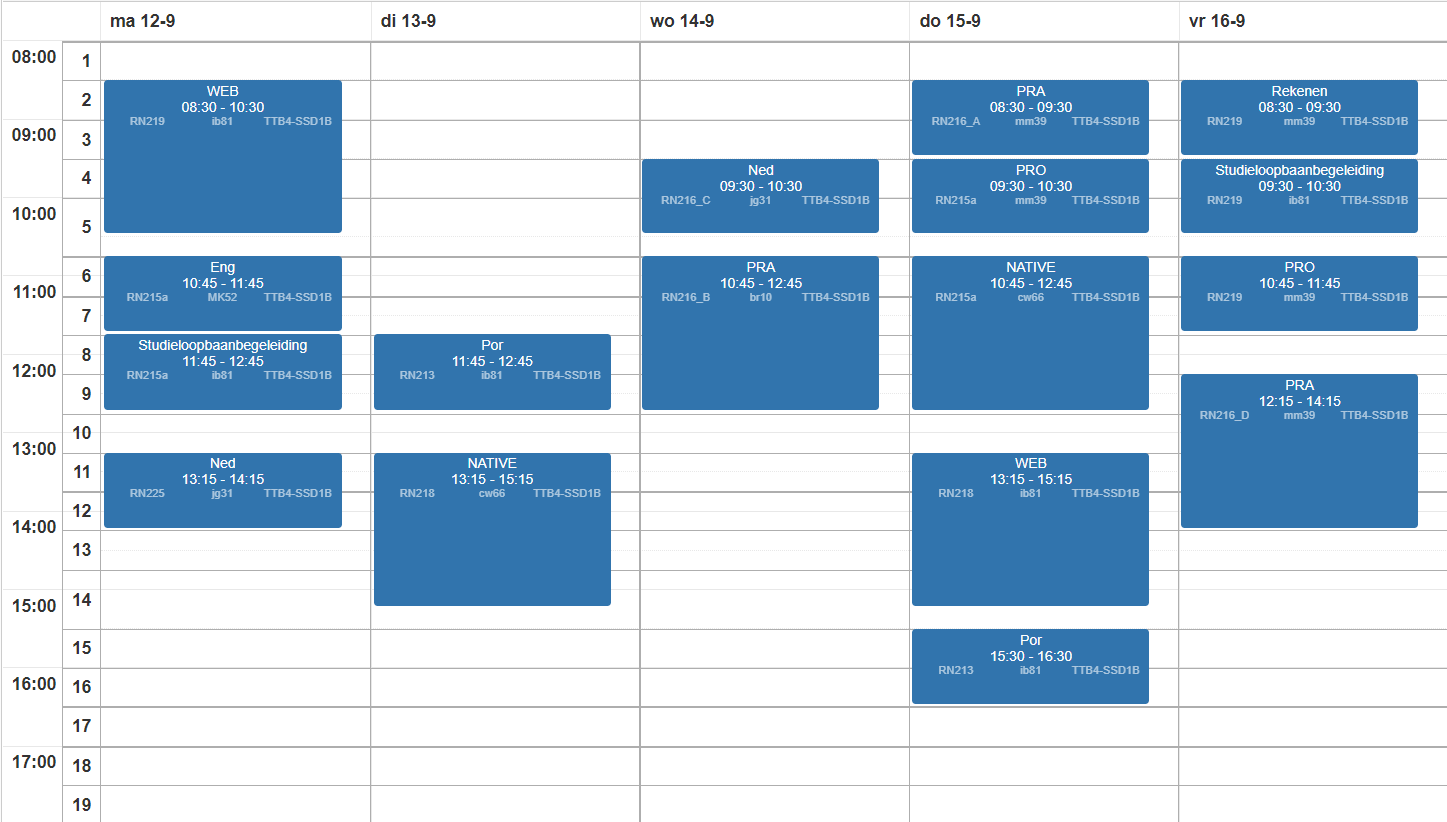 ma 12-9 di 13-9 wo 14-9 do 15-9 vr 16-9
08:00
09:00
10:00
11:00
12:00
13:00
14:00
15:00
16:00
17:00
1
2
3
4
5
6
7
8
9
10
11
12
13
14
15
16
17
18
19
WEB
08:30 - 10:30
RN219 ib81 TTB4-SSD1B
Eng
10:45 - 11:45
RN215a MK52 TTB4-SSD1B
Studieloopbaanbegeleiding
11:45 - 12:45
RN215a ib81 TTB4-SSD1B
Ned
13:15 - 14:15
RN225 jg31 TTB4-SSD1B
Por
11:45 - 12:45
RN213 ib81 TTB4-SSD1B
NATIVE
13:15 - 15:15
RN218 cw66 TTB4-SSD1B
Ned
09:30 - 10:30
RN216_C jg31 TTB4-SSD1B
PRA
10:45 - 12:45
RN216_B br10 TTB4-SSD1B
PRA
08:30 - 09:30
RN216_A mm39 TTB4-SSD1B
PRO
09:30 - 10:30
RN215a mm39 TTB4-SSD1B
NATIVE
10:45 - 12:45
RN215a cw66 TTB4-SSD1B
WEB
13:15 - 15:15
RN218 ib81 TTB4-SSD1B
Por
15:30 - 16:30
RN213 ib81 TTB4-SSD1B
Rekenen
08:30 - 09:30
RN219 mm39 TTB4-SSD1B
Studieloopbaanbegeleiding
09:30 - 10:30
RN219 ib81 TTB4-SSD1B
PRO
10:45 - 11:45
RN219 mm39 TTB4-SSD1B
PRA
12:15 - 14:15
RN216_D mm39 TTB4-SSD1B